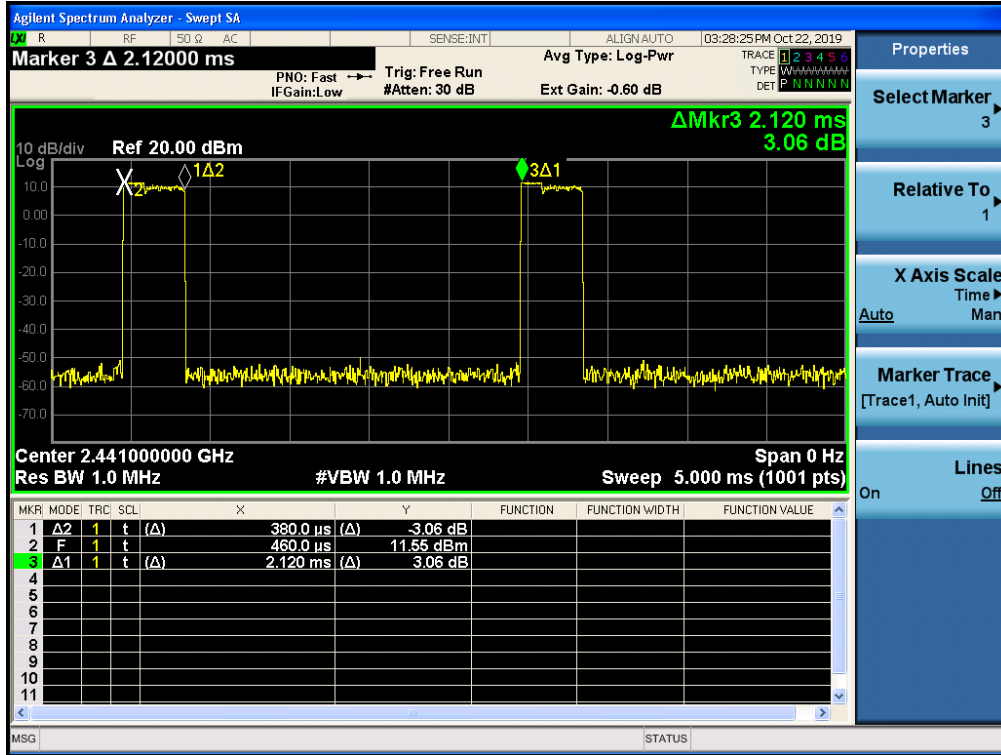 Agilent Spectrum Analyzer - Swept SA
LXI R RF 50 Ω AC SENSE:INT ALIGN AUTO 03:28:25 PM Oct 22, 2019
Marker 3 Δ 2.12000 ms
PNO: Fast
IFGain:Low
Trig: Free Run
#Atten: 30 dB
Avg Type: Log-Pwr
Ext Gain: -0.60 dB
TRACE 1 2 3 4 5 6
TYPE W
DET P N N N N N
ΔMkr3 2.120 ms
3.06 dB
10 dB/div
Log
Ref 20.00 dBm
10.0
0.00
-10.0
-20.0
-30.0
-40.0
-50.0
-60.0
-70.0
2
1Δ2
3Δ1
Center 2.441000000 GHz Span 0 Hz
Res BW 1.0 MHz #VBW 1.0 MHz Sweep 5.000 ms (1001 pts)
MKR MODE TRC SCL X Y FUNCTION FUNCTION WIDTH FUNCTION VALUE
1 Δ2 1 t (Δ) 380.0 µs (Δ) -3.06 dB
2 F 1 t 460.0 µs 11.55 dBm
3 Δ1 1 t (Δ) 2.120 ms (Δ) 3.06 dB
4
5
6
7
8
9
10
11
MSG STATUS
Properties
Select Marker
3
Relative To
1
X Axis Scale
Time
Auto Man
Marker Trace
[Trace1, Auto Init]
Lines
On Off